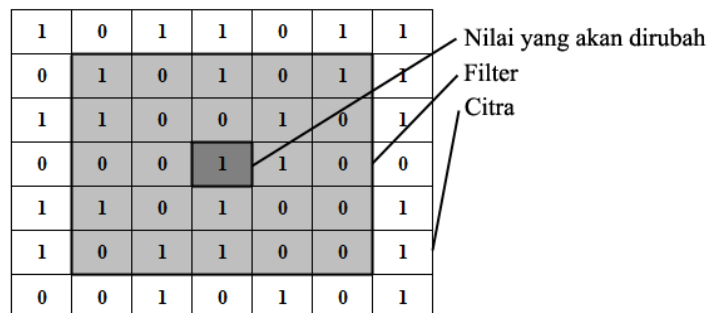 1 0 1 1 0 1 1
0 1 0 1 0 1 1
1 1 0 0 1 0 1
0 0 0 1 1 0 0
1 1 0 1 0 0 1
1 0 1 1 0 0 1
0 0 1 0 1 0 1
Nilai yang akan dirubah
Filter
Citra